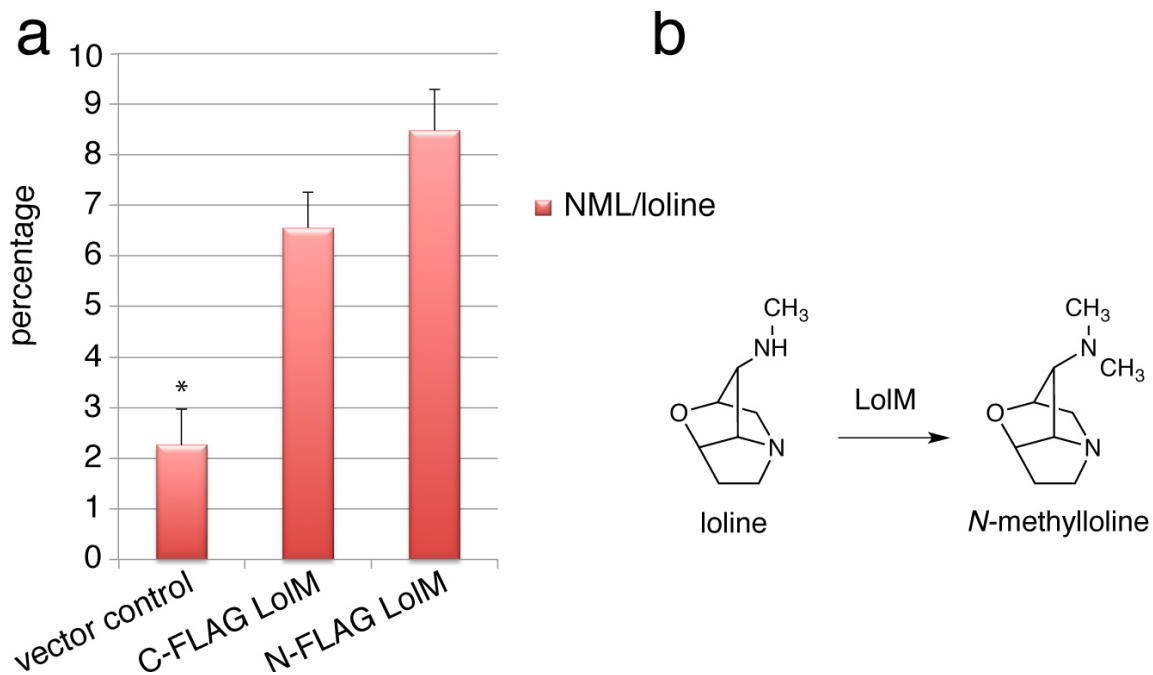 a
percentage
10
9
8
7
6
5
4
3
2
1
0
*
vector control
C-FLAG LolM
N-FLAG LolM
NML/loline
b
CH3
NH
O
N
loline
LolM
CH3
N
CH3
O
N
N-methylloline